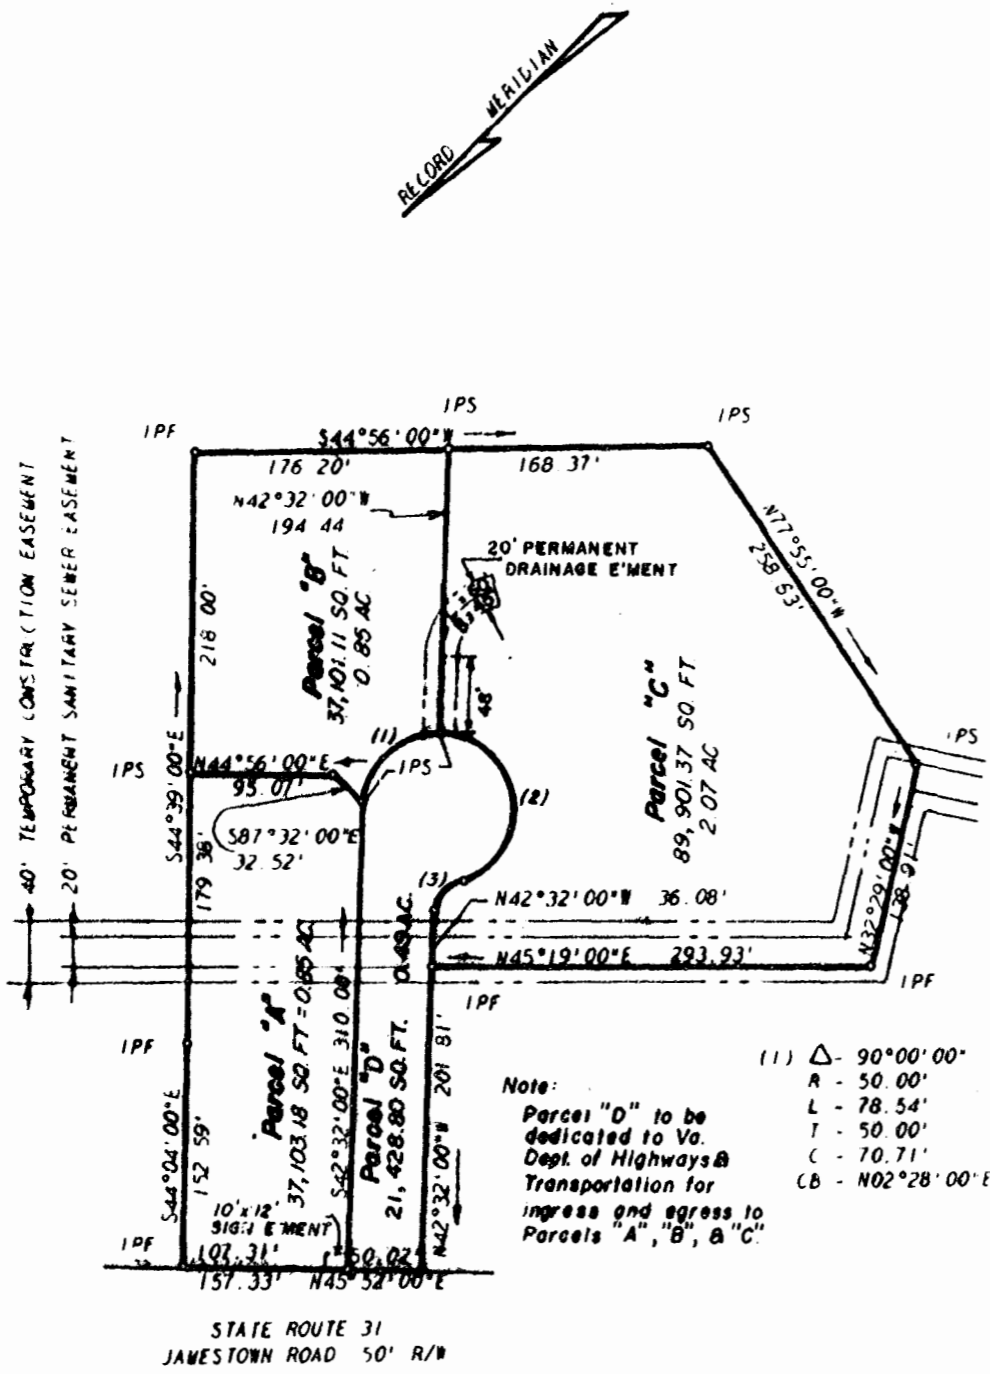 RECORD MERIDIAN
IPS
IPF
IPS
S44°56'00"W
176.20'
168.37'
N42°32'00"W
194.44
20' PERMANENT
DRAINAGE E'MENT
N77°55'00"W
258.53'
40' TEMPORARY CONSTRUCTION EASEMENT
20' PERMANENT SANITARY SEWER EASEMENT
218.00'
Parcel "B"
37,101.11 SQ. FT.
0.85 AC.
48'
Parcel "C"
89,901.37 SQ. FT.
2.07 AC
(1)
IPS
IPS
N44°56'00"E
95.07'
IPS
(2)
S44°39'00"E
179.38'
S87°32'00"E
32.52'
(3)
N42°32'00"W 36.08'
N32°29'00"W
138.91'
N45°19'00"E 293.93'
IPF
IPF
0.49 AC.
IPF
Parcel "A"
37,103.18 SQ. FT = 0.85 AC.
S42°32'00"E 310.00'
Parcel "D"
21,428.80 SQ. FT.
N42°32'00"W 201.81'
S44°04'00"E
152.59'
(1) Δ - 90°00'00"
R - 50.00'
L - 78.54'
T - 50.00'
C - 70.71'
CB - N02°28'00"E
Note:
Parcel "D" to be
dedicated to Va.
Dept. of Highways &
Transportation for
ingress and egress to
Parcels "A", "B", & "C".
10'x12'
SIGN E'MENT
IPF
107.31'
50.02'
157.33' N45°52'00"E
STATE ROUTE 31
JAMESTOWN ROAD 50' R/W